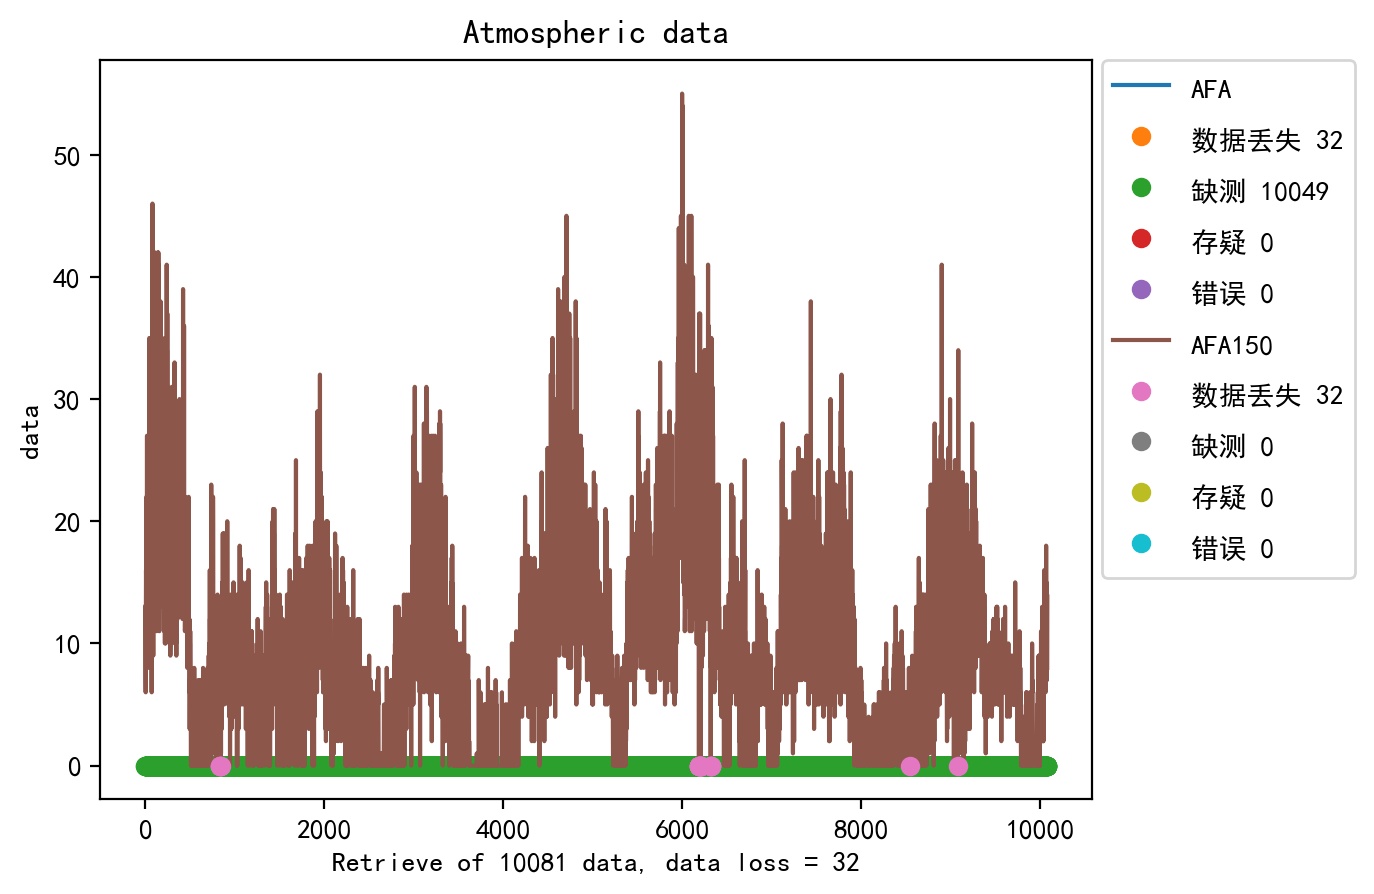 Atmospheric data
data
50
40
30
20
10
0
0 2000 4000 6000 8000 10000
Retrieve of 10081 data, data loss = 32
AFA
数据丢失 32
缺测 10049
存疑 0
错误 0
AFA150
数据丢失 32
缺测 0
存疑 0
错误 0